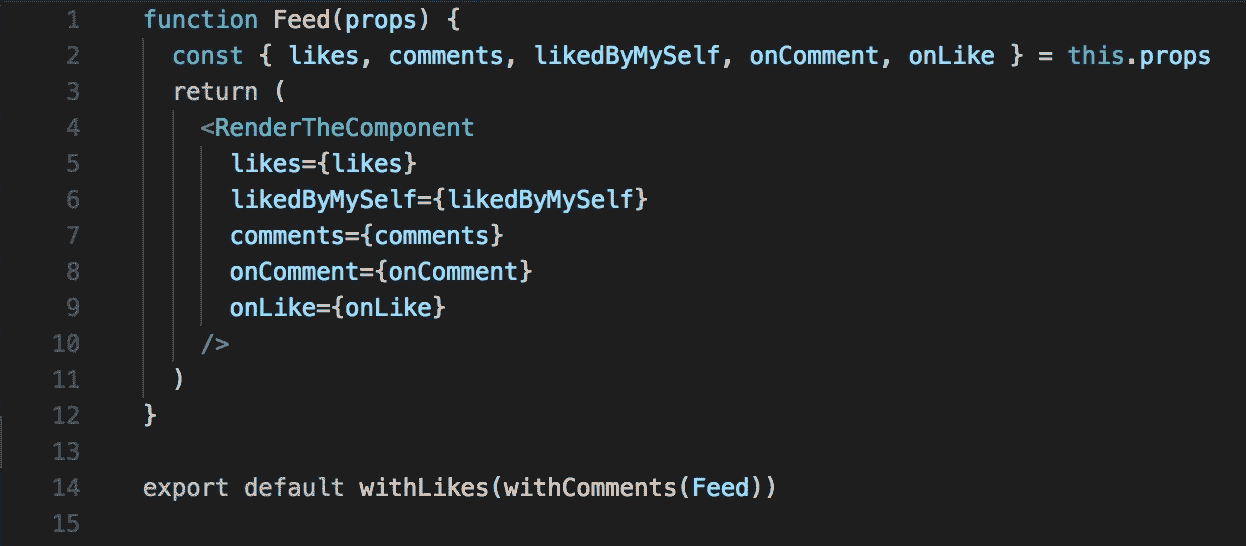 1 function Feed(props) {
2 const { likes, comments, likedByMySelf, onComment, onLike } = this.props
3 return (
4 <RenderTheComponent
5 likes={likes}
6 likedByMySelf={likedByMySelf}
7 comments={comments}
8 onComment={onComment}
9 onLike={onLike}
10 />
11 )
12 }
13
14 export default withLikes(withComments(Feed))
15